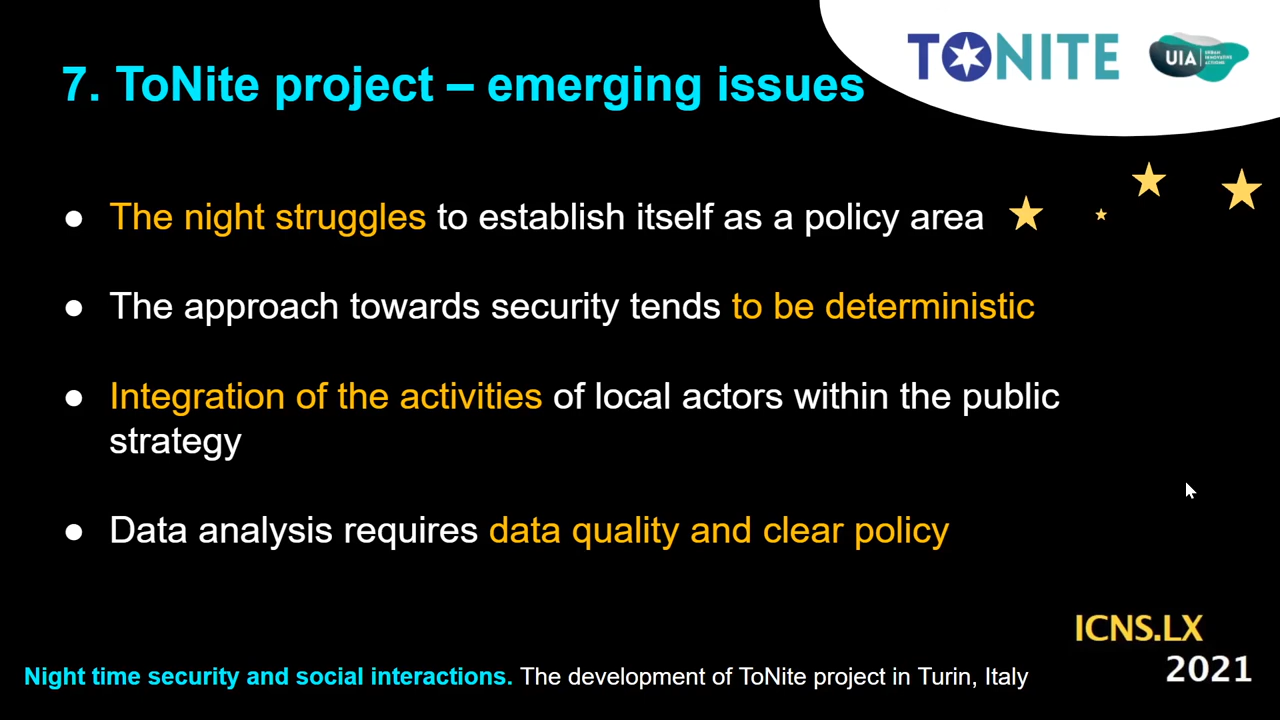 TONITE
UIA URBAN INNOVATIVE ACTIONS
7. ToNite project – emerging issues
● The night struggles to establish itself as a policy area
● The approach towards security tends to be deterministic
● Integration of the activities of local actors within the public
strategy
● Data analysis requires data quality and clear policy
ICNS.LX
2021
Night time security and social interactions. The development of ToNite project in Turin, Italy